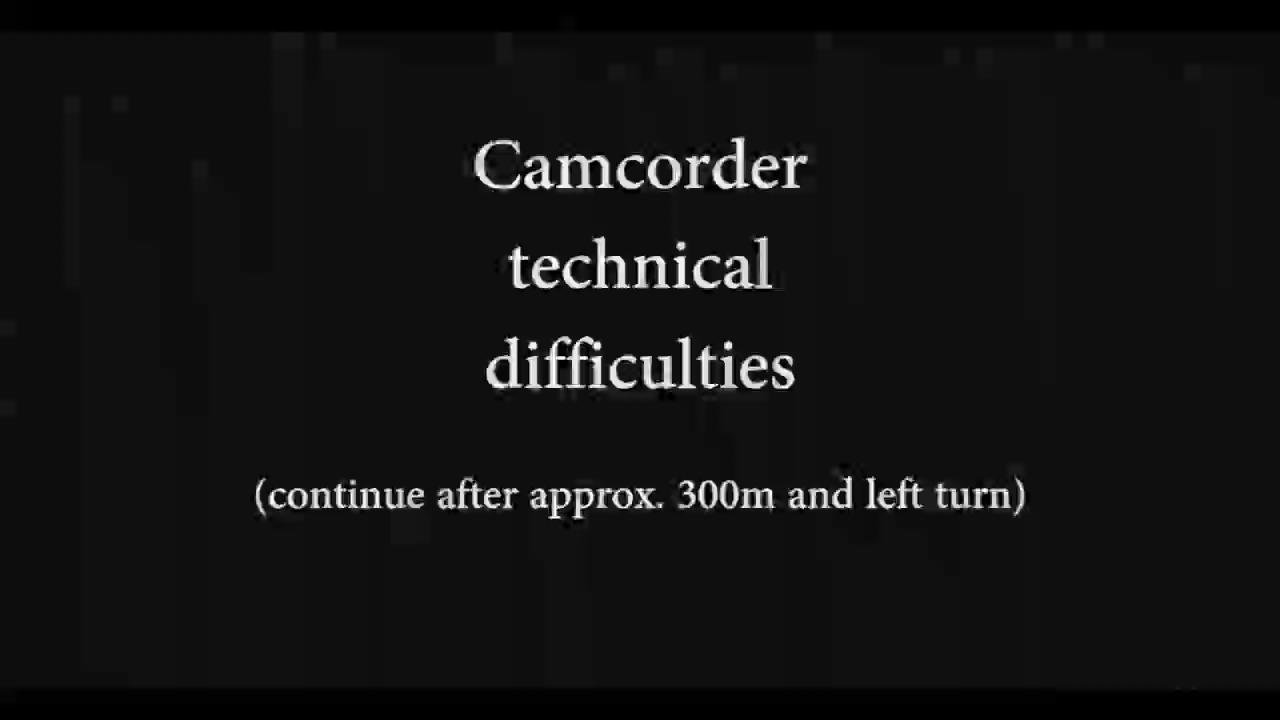 Camcorder
technical
difficulties
(continue after approx. 300m and left turn)